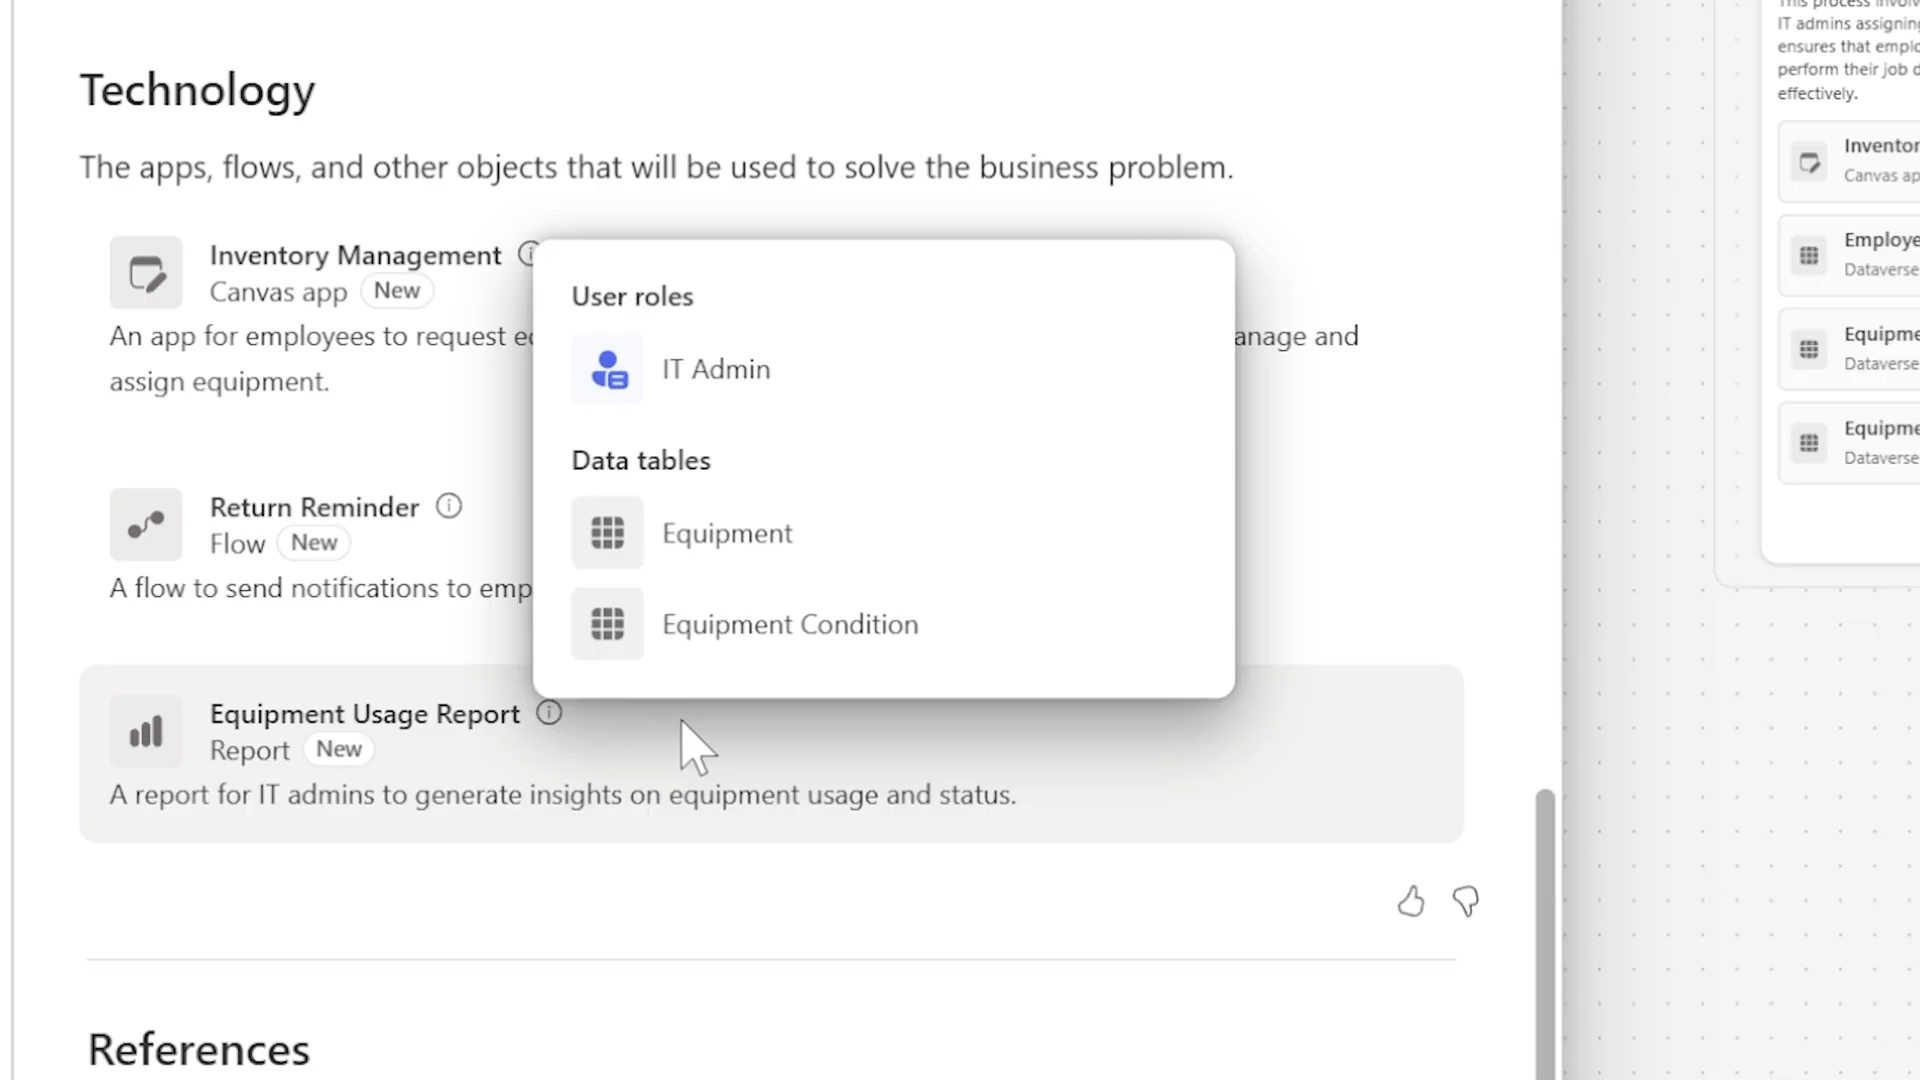 Technology
The apps, flows, and other objects that will be used to solve the business problem.
Inventory Management
Canvas app New
An app for employees to request anage and
assign equipment.
Return Reminder
Flow New
A flow to send notifications to emp
Equipment Usage Report
Report New
A report for IT admins to generate insights on equipment usage and status.
References
User roles
IT Admin
Data tables
Equipment
Equipment Condition
IT admins assigning
ensures that emplo
perform their job d
effectively.
Inventor
Canvas ap
Employe
Dataverse
Equipme
Dataverse
Equipme
Dataverse